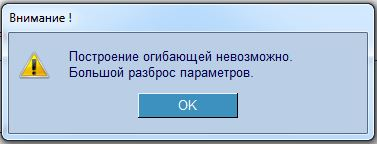 Внимание !
Построение огибающей невозможно.
Большой разброс параметров.
OK